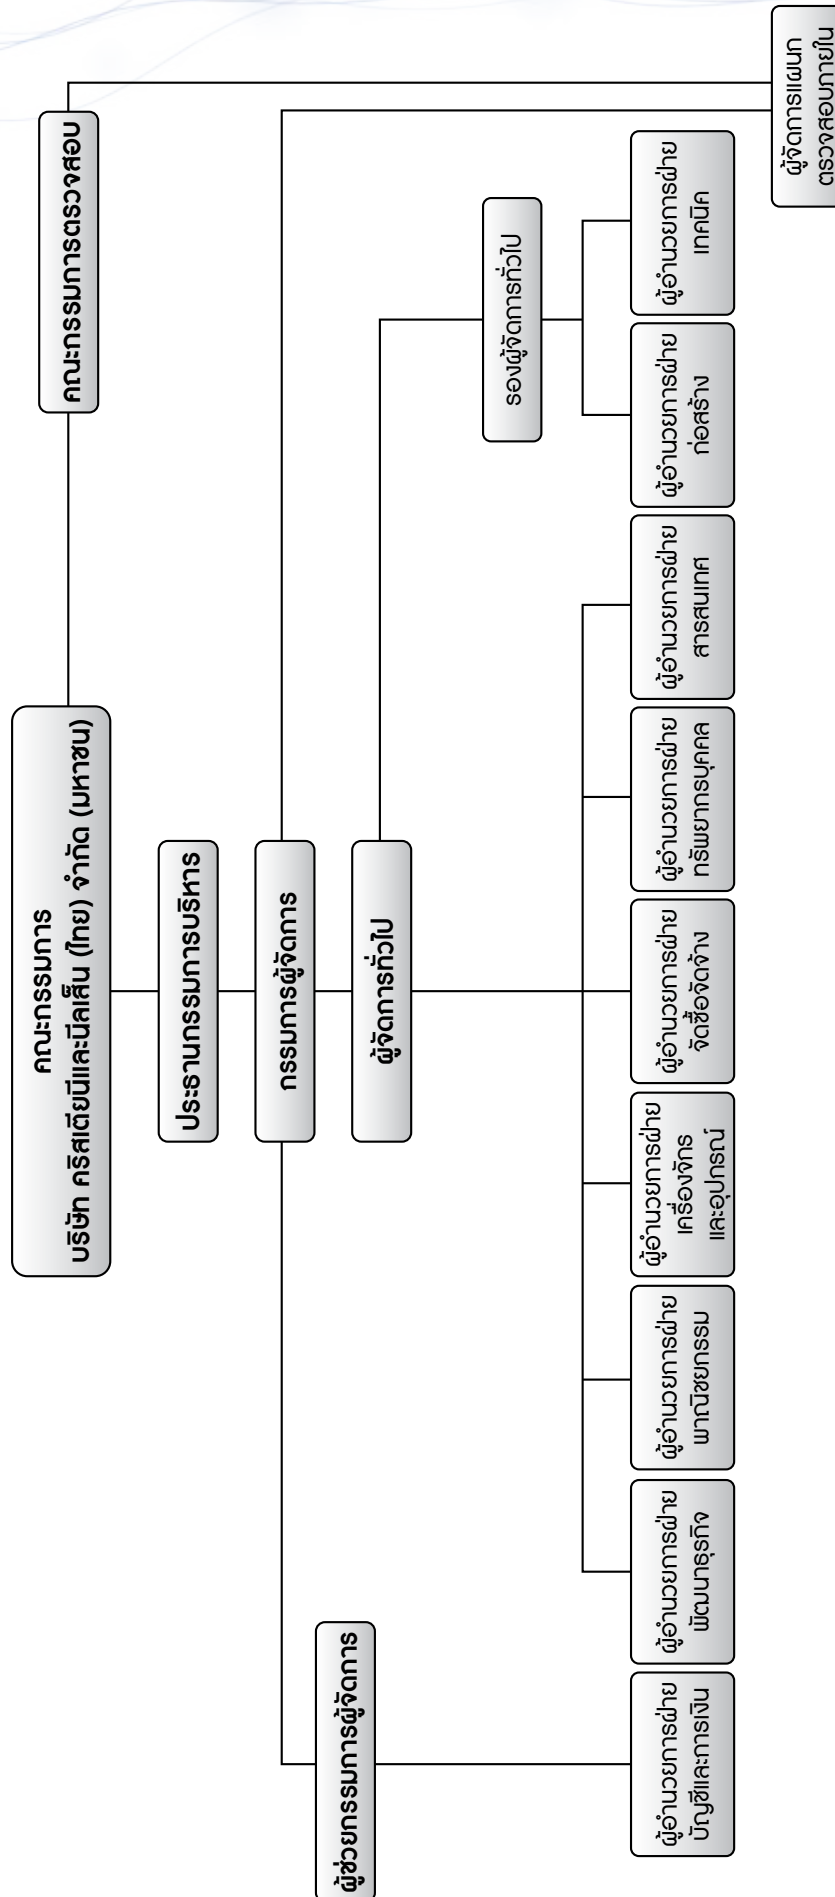 คณะกรรมการ
บริษัท คริสเตียนีและนีลเส็น (ไทย) จำกัด (มหาชน)
คณะกรรมการตรวจสอบ
ประธานกรรมการบริหาร
กรรมการผู้จัดการ
ผู้ช่วยกรรมการผู้จัดการ
ผู้จัดการทั่วไป
รองผู้จัดการทั่วไป
ผู้อำนวยการฝ่าย
บัญชีและการเงิน
ผู้อำนวยการฝ่าย
พัฒนาธุรกิจ
ผู้อำนวยการฝ่าย
พาณิชยกรรม
ผู้อำนวยการฝ่าย
เครื่องจักร
และอุปกรณ์
ผู้อำนวยการฝ่าย
จัดซื้อจัดจ้าง
ผู้อำนวยการฝ่าย
ทรัพยากรบุคคล
ผู้อำนวยการฝ่าย
สารสนเทศ
ผู้อำนวยการฝ่าย
ก่อสร้าง
ผู้อำนวยการฝ่าย
เทคนิค
ผู้จัดการแผนก
ตรวจสอบภายใน